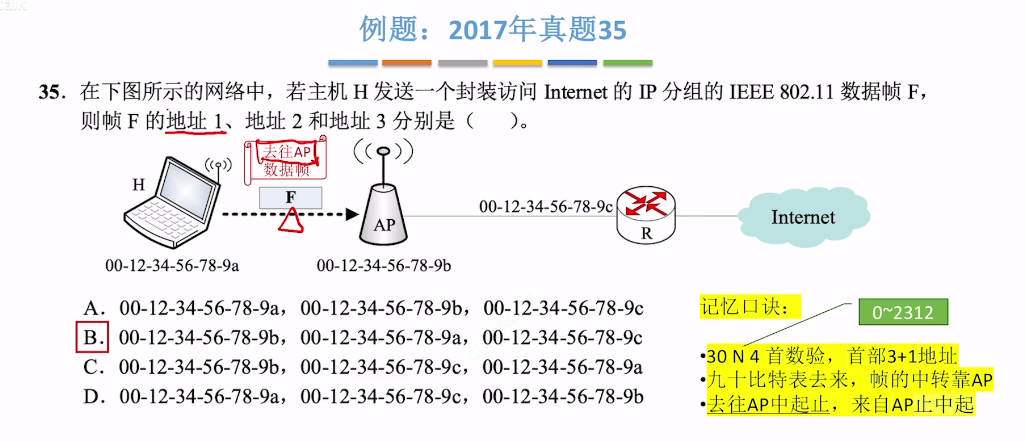 例题：2017年真题35
35．在下图所示的网络中，若主机 H 发送一个封装访问 Internet 的 IP 分组的 IEEE 802.11 数据帧 F，
则帧 F 的地址 1、地址 2 和地址 3 分别是（　　）。
去往AP
数据帧
H
F
AP
00-12-34-56-78-9c
R
Internet
00-12-34-56-78-9a
00-12-34-56-78-9b
A．00-12-34-56-78-9a，00-12-34-56-78-9b，00-12-34-56-78-9c
B．00-12-34-56-78-9b，00-12-34-56-78-9a，00-12-34-56-78-9c
C．00-12-34-56-78-9b，00-12-34-56-78-9c，00-12-34-56-78-9a
D．00-12-34-56-78-9a，00-12-34-56-78-9c，00-12-34-56-78-9b
记忆口诀：
0~2312
•30 N 4 首数验，首部3+1地址
•九十比特表去来，帧的中转靠AP
•去往AP中起止，来自AP止中起